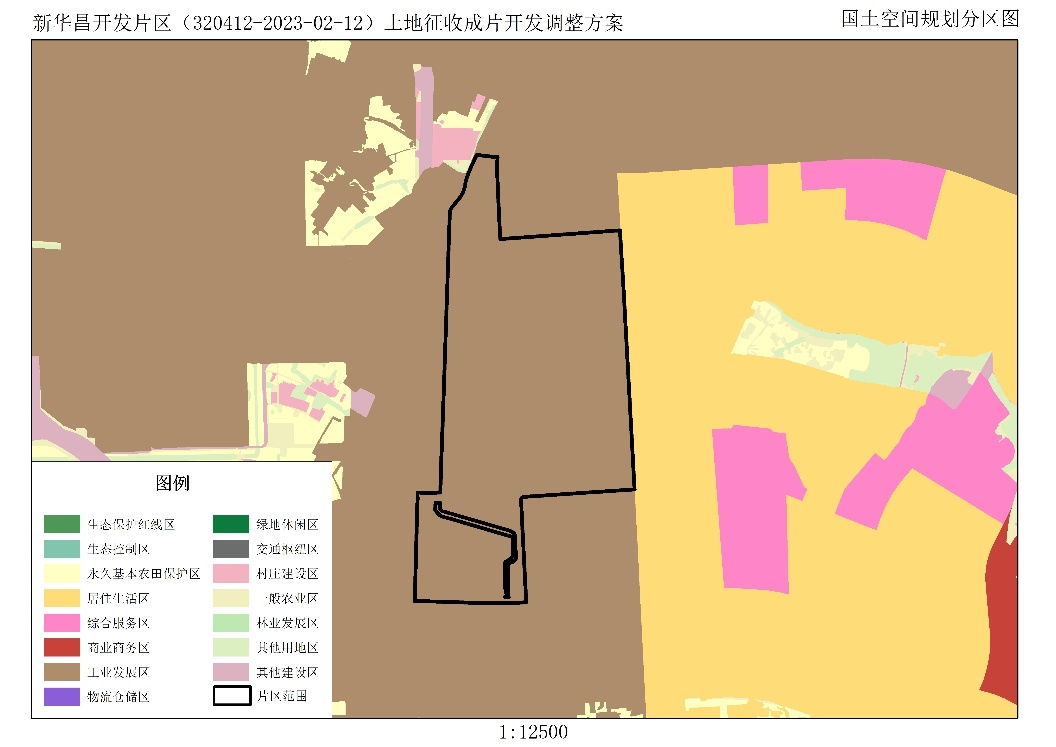 新华昌开发片区（320412-2023-02-12）土地征收成片开发调整方案
国土空间规划分区图
图例
生态保护红线区
绿地休闲区
生态控制区
交通枢纽区
永久基本农田保护区
村庄建设区
居住生活区
一般农业区
综合服务区
林业发展区
商业商务区
其他用地区
工业发展区
其他建设区
物流仓储区
片区范围
1:12500